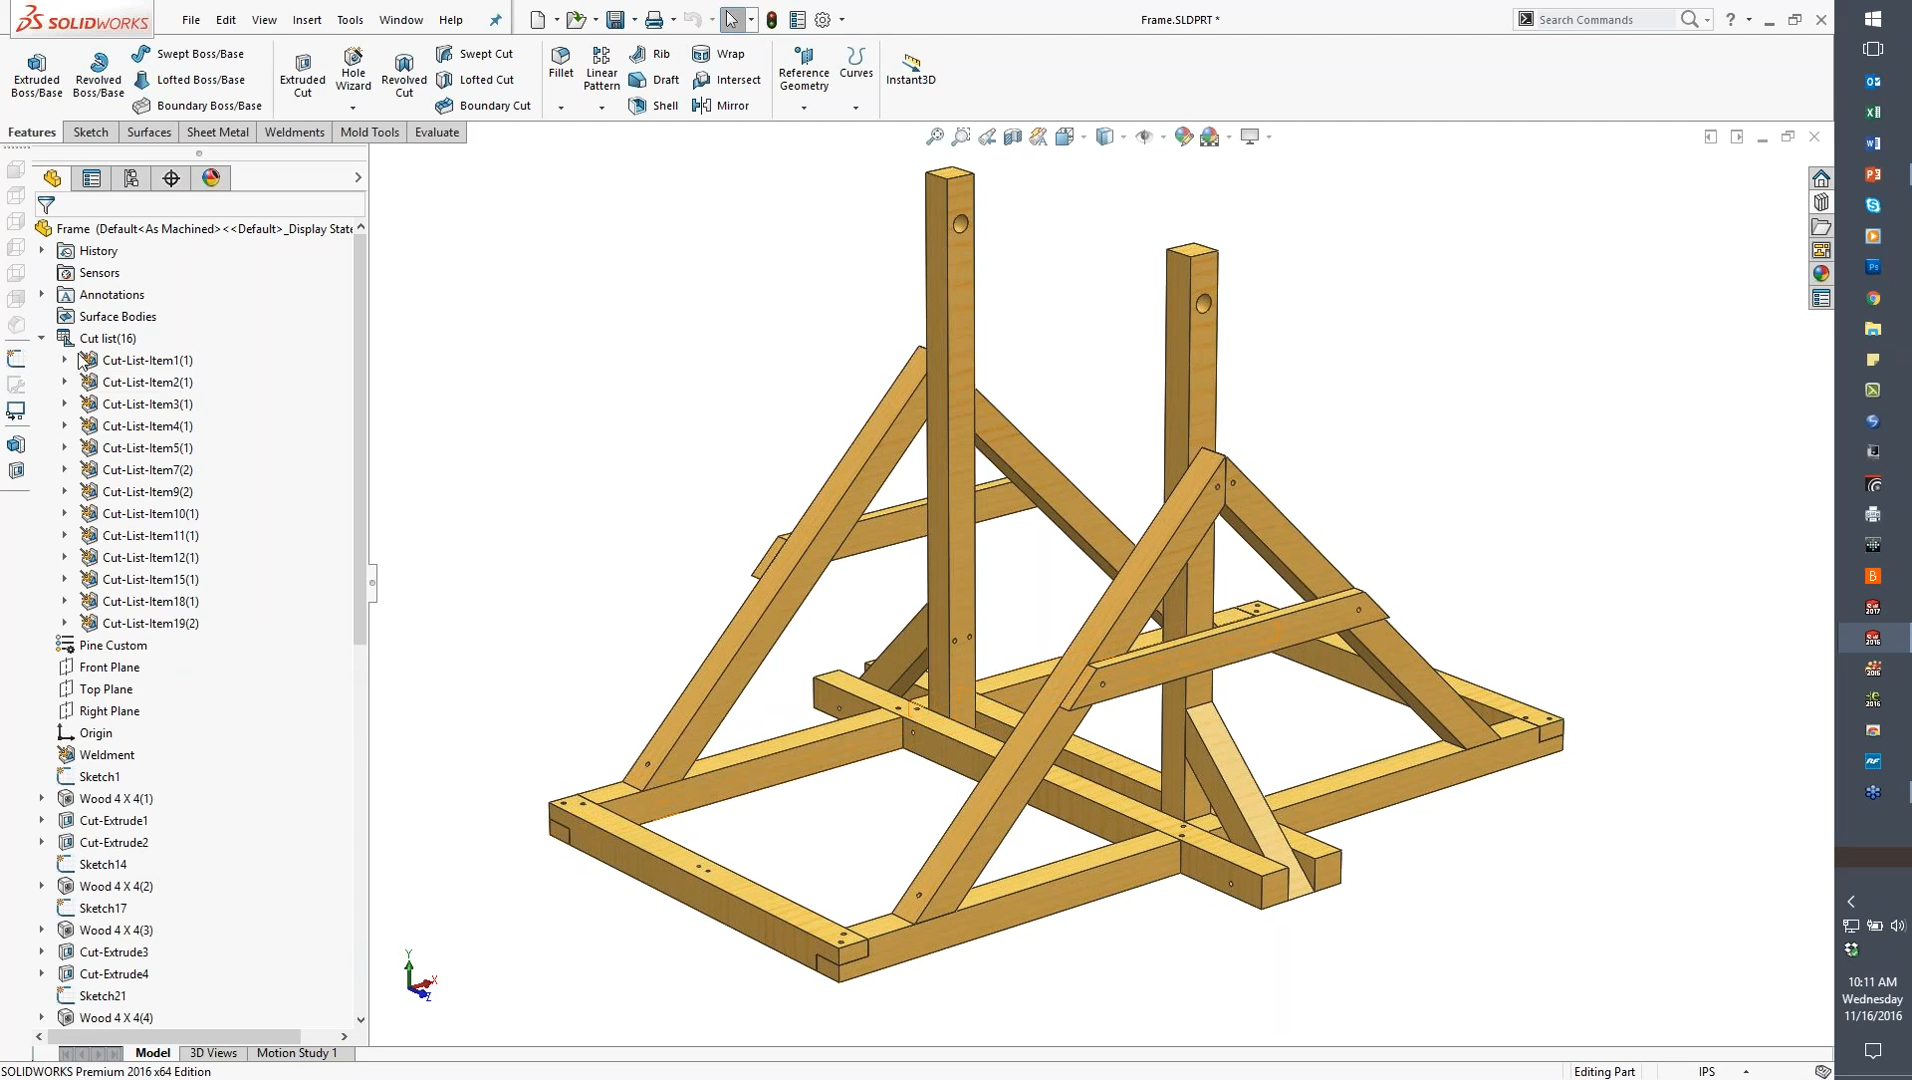 SOLIDWORKS
File Edit View Insert Tools Window Help
Frame.SLDPRT *
Search Commands
?
Extruded Boss/Base
Revolved Boss/Base
Swept Boss/Base
Lofted Boss/Base
Boundary Boss/Base
Extruded Cut
Hole Wizard
Revolved Cut
Swept Cut
Lofted Cut
Boundary Cut
Fillet
Linear Pattern
Rib
Draft
Shell
Wrap
Intersect
Mirror
Reference Geometry
Curves
Instant3D
Features Sketch Surfaces Sheet Metal Weldments Mold Tools Evaluate
Frame (Default<As Machined><<Default>_Display State
History
Sensors
Annotations
Surface Bodies
Cut list(16)
Cut-List-Item1(1)
Cut-List-Item2(1)
Cut-List-Item3(1)
Cut-List-Item4(1)
Cut-List-Item5(1)
Cut-List-Item7(2)
Cut-List-Item9(2)
Cut-List-Item10(1)
Cut-List-Item11(1)
Cut-List-Item12(1)
Cut-List-Item15(1)
Cut-List-Item18(1)
Cut-List-Item19(2)
Pine Custom
Front Plane
Top Plane
Right Plane
Origin
Weldment
Sketch1
Wood 4 X 4(1)
Cut-Extrude1
Cut-Extrude2
Sketch14
Wood 4 X 4(2)
Sketch17
Wood 4 X 4(3)
Cut-Extrude3
Cut-Extrude4
Sketch21
Wood 4 X 4(4)
Y
X
Z
Model 3D Views Motion Study 1
SOLIDWORKS Premium 2016 x64 Edition
Editing Part
IPS
10:11 AM
Wednesday
11/16/2016